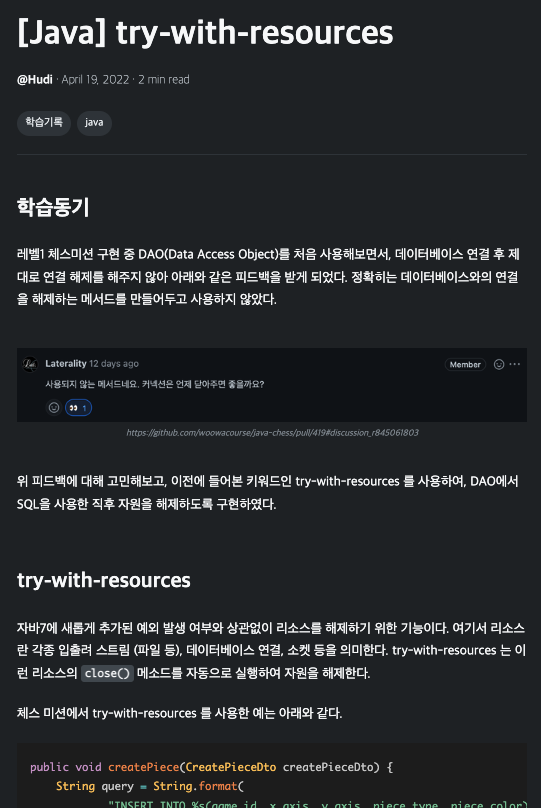 [Java] try-with-resources
@Hudi · April 19, 2022 · 2 min read
학습기록 java
학습동기
레벨1 체스미션 구현 중 DAO(Data Access Object)를 처음 사용해보면서, 데이터베이스 연결 후 제
대로 연결 해제를 해주지 않아 아래와 같은 피드백을 받게 되었다. 정확히는 데이터베이스와의 연결
을 해제하는 메서드를 만들어두고 사용하지 않았다.
Laterality 12 days ago Member
사용되지 않는 메서드네요. 커넥션은 언제 닫아주면 좋을까요?
👀 1
https://github.com/woowacourse/java-chess/pull/419#discussion_r845061803
위 피드백에 대해 고민해보고, 이전에 들어본 키워드인 try-with-resources 를 사용하여, DAO에서
SQL을 사용한 직후 자원을 해제하도록 구현하였다.
try-with-resources
자바7에 새롭게 추가된 예외 발생 여부와 상관없이 리소스를 해제하기 위한 기능이다. 여기서 리소스
란 각종 입출려 스트림 (파일 등), 데이터베이스 연결, 소켓 등을 의미한다. try-with-resources 는 이
런 리소스의 close() 메소드를 자동으로 실행하여 자원을 해제한다.
체스 미션에서 try-with-resources 를 사용한 예는 아래와 같다.
public void createPiece(CreatePieceDto createPieceDto) {
String query = String.format(
"INSERT INTO %s(game_id, x_axis, y_axis, piece_type, piece_color)